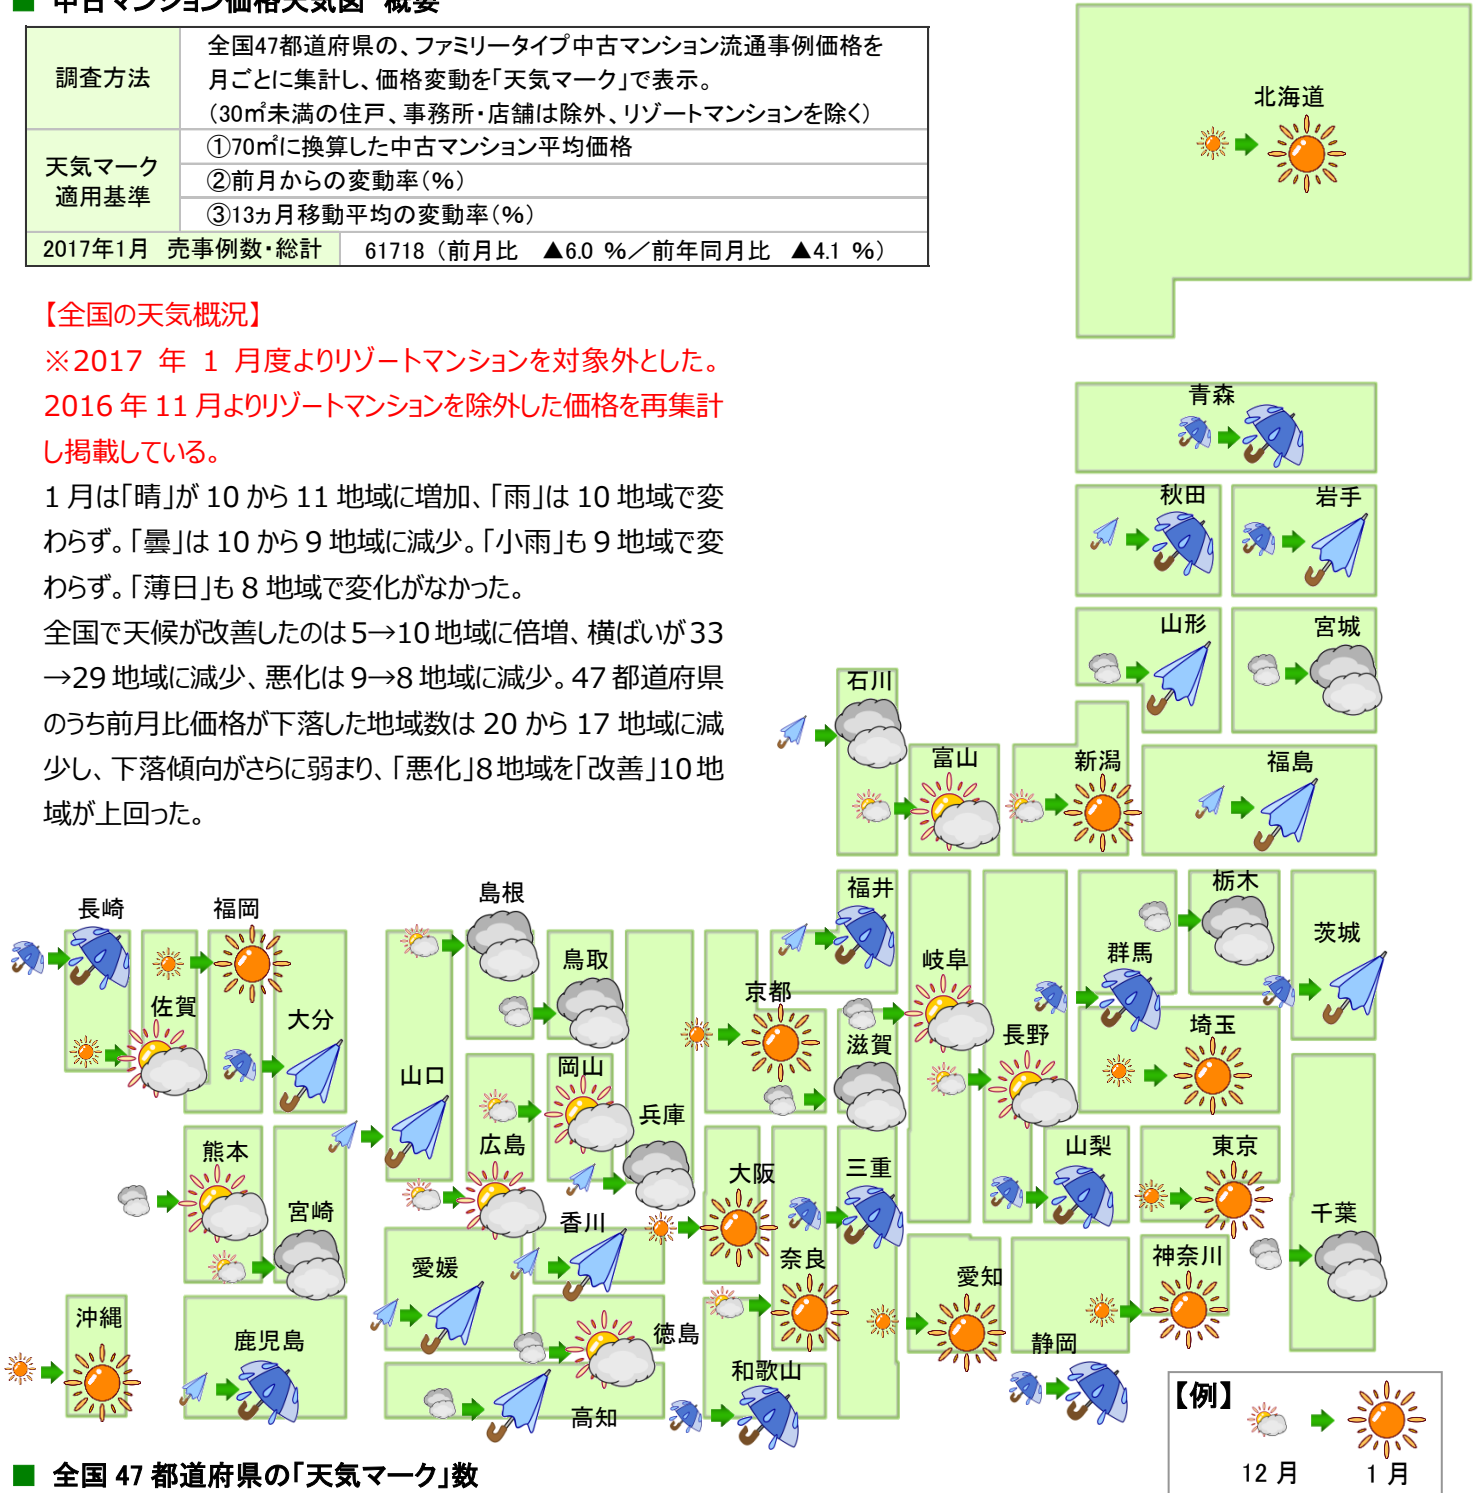 ■ 中古マンション価格天気図 概要
調査方法
全国47都道府県の、ファミリータイプ中古マンション流通事例価格を
月ごとに集計し、価格変動を「天気マーク」で表示。
（30㎡未満の住戸、事務所・店舗は除外、リゾートマンションを除く）
天気マーク
適用基準
①70㎡に換算した中古マンション平均価格
②前月からの変動率（%）
③13ヵ月移動平均の変動率（%）
2017年1月 売事例数・総計
61718（前月比 ▲6.0 %／前年同月比 ▲4.1 %）
【全国の天気概況】
※2017 年 1 月度よりリゾートマンションを対象外とした。
2016 年 11 月よりリゾートマンションを除外した価格を再集計
し掲載している。
1 月は「晴」が 10 から 11 地域に増加、「雨」は 10 地域で変
わらず。「曇」は 10 から 9 地域に減少。「小雨」も 9 地域で変
わらず。「薄日」も 8 地域で変化がなかった。
全国で天候が改善したのは 5→10 地域に倍増、横ばいが 33
→29 地域に減少、悪化は 9→8 地域に減少。47 都道府県
のうち前月比価格が下落した地域数は 20 から 17 地域に減
少し、下落傾向がさらに弱まり、「悪化」8 地域を「改善」10 地
域が上回った。
北海道
青森
秋田
岩手
山形
宮城
石川
富山
新潟
福島
長崎
福岡
島根
福井
栃木
茨城
鳥取
岐阜
群馬
佐賀
大分
京都
滋賀
長野
埼玉
山口
岡山
兵庫
熊本
広島
大阪
三重
山梨
東京
宮崎
香川
千葉
愛媛
奈良
愛知
神奈川
沖縄
鹿児島
徳島
静岡
和歌山
高知
【例】
12 月
1 月
■ 全国 47 都道府県の「天気マーク」数